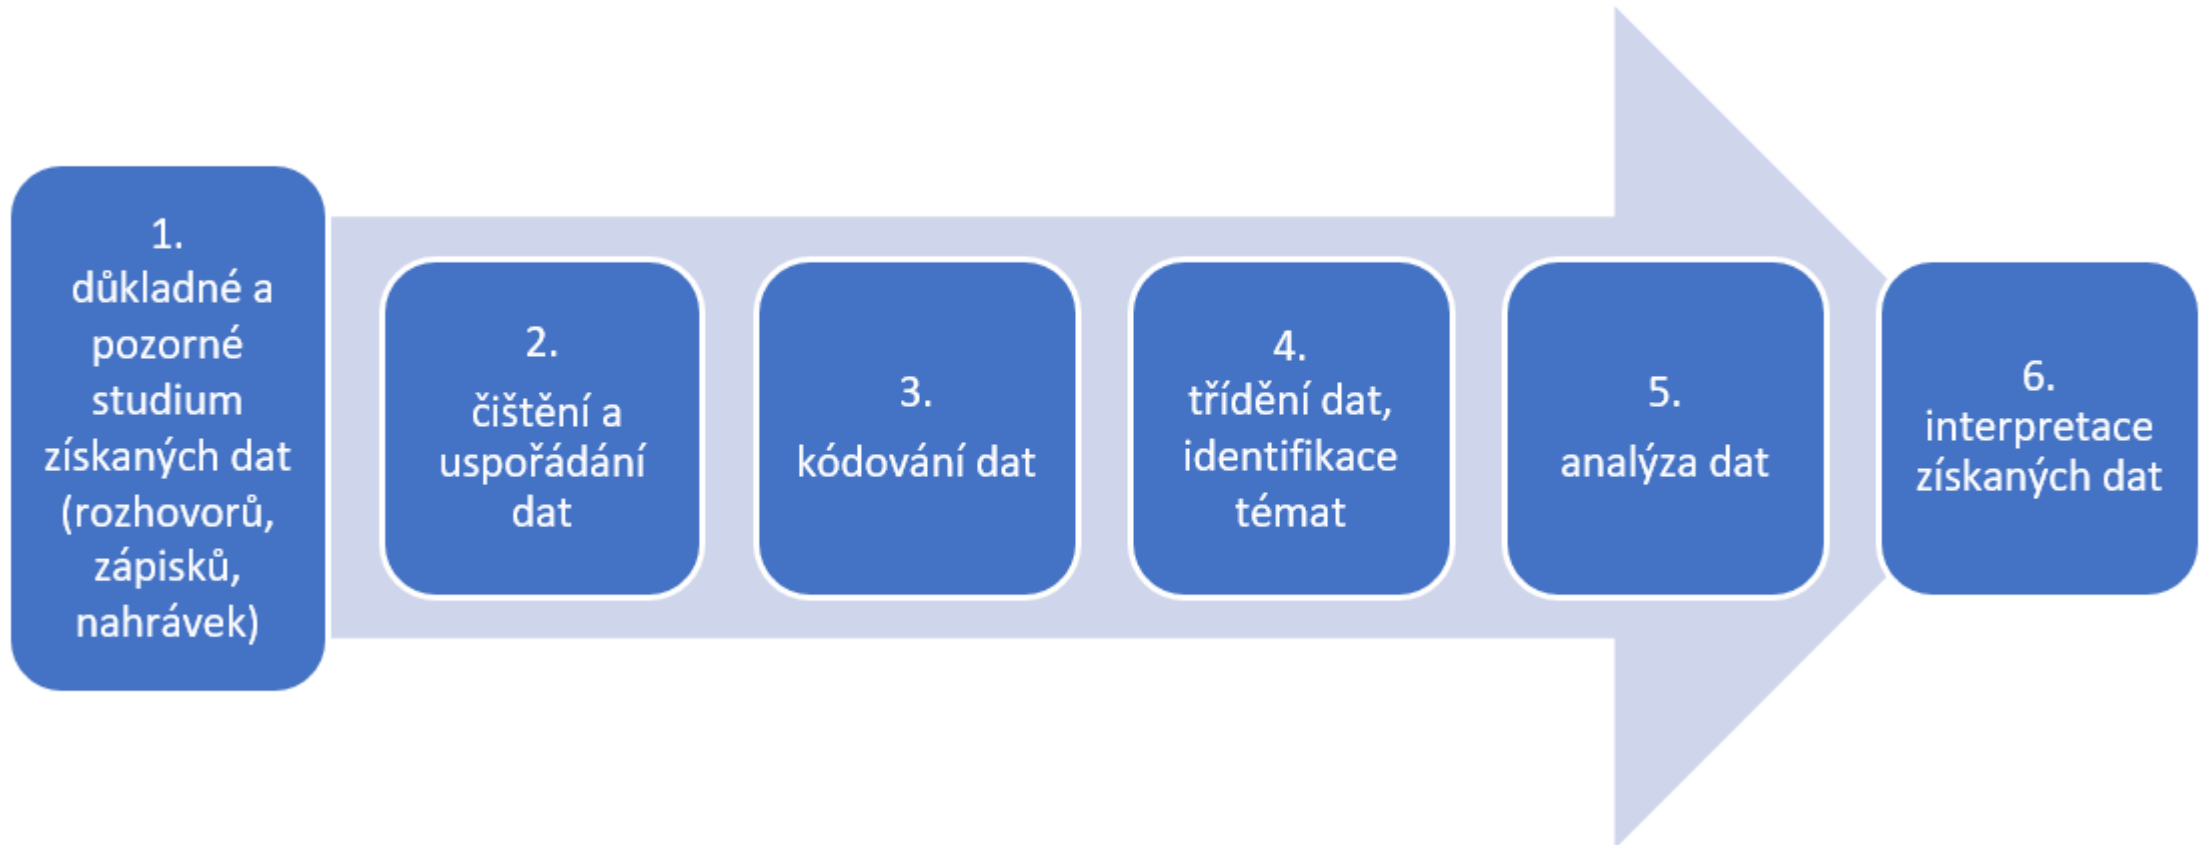 1.
důkladné a
pozorné
studium
získaných dat
(rozhovorů,
zápisků,
nahrávek)
2.
čištění a
uspořádání
dat
3.
kódování dat
4.
třídění dat,
identifikace
témat
5.
analýza dat
6.
interpretace
získaných dat